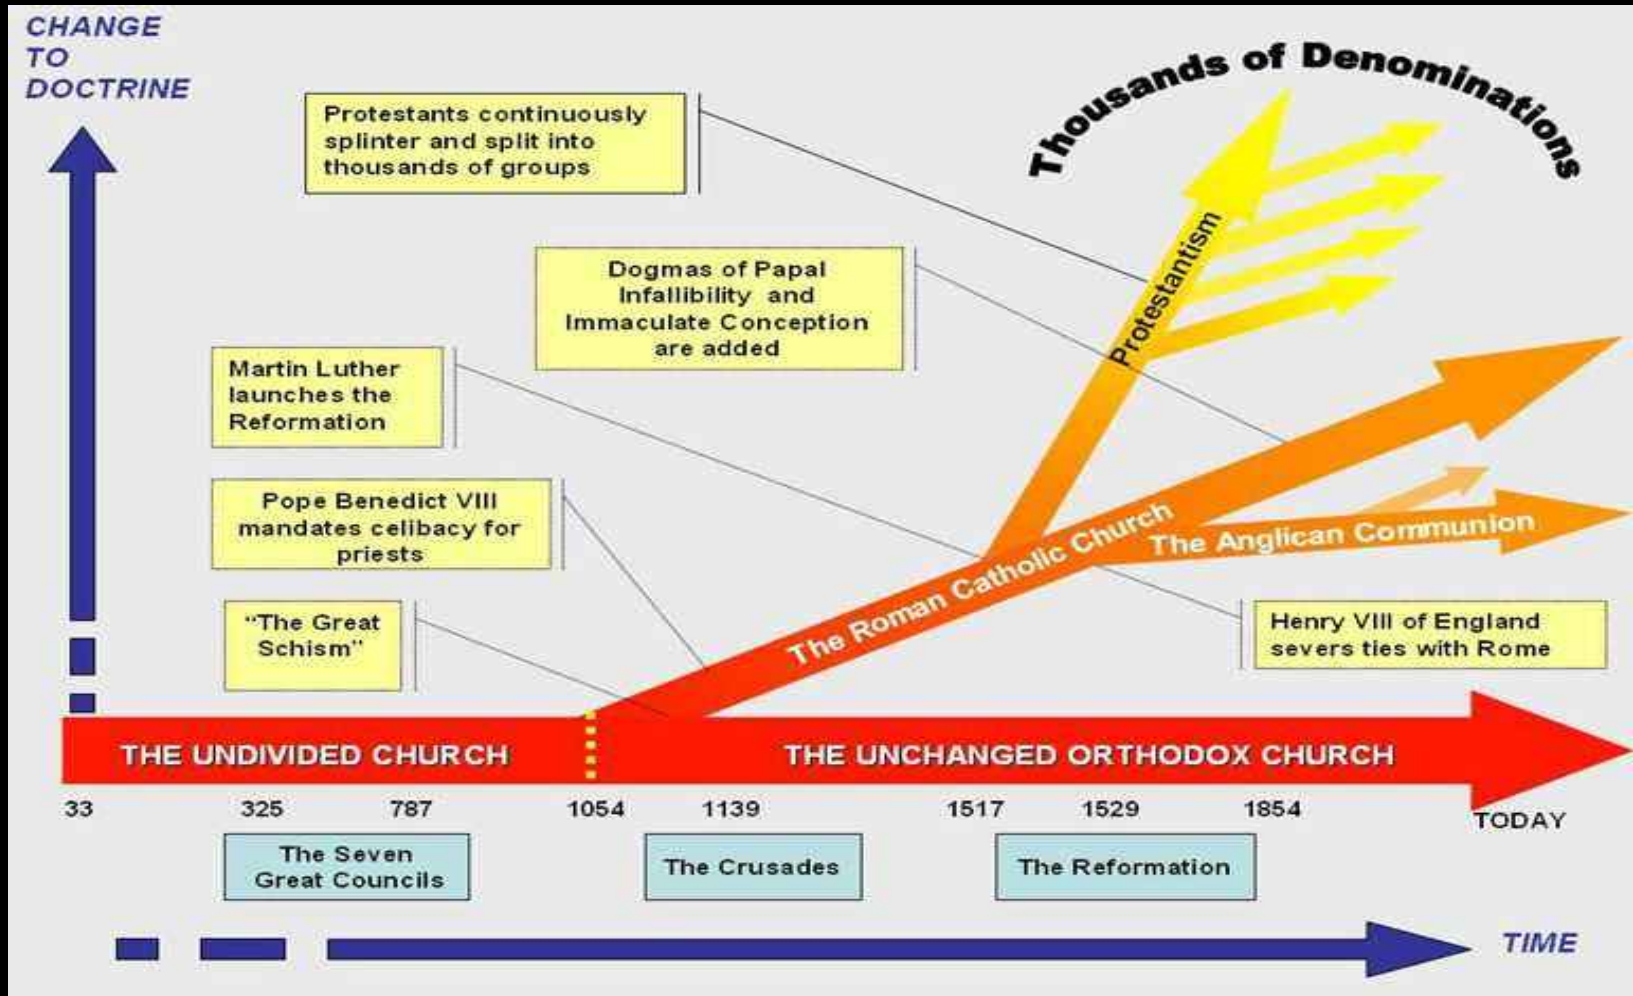 CHANGE
TO
DOCTRINE
Thousands of Denominations
Protestants continuously
splinter and split into
thousands of groups
Protestantism
Dogmas of Papal
Infallibility and
Immaculate Conception
are added
Martin Luther
launches the
Reformation
Pope Benedict VIII
mandates celibacy for
priests
The Roman Catholic Church
The Anglican Communion
"The Great
Schism"
Henry VIII of England
severs ties with Rome
THE UNDIVIDED CHURCH
THE UNCHANGED ORTHODOX CHURCH
33 325 787 1054 1139 1517 1529 1854 TODAY
The Seven
Great Councils
The Crusades
The Reformation
TIME